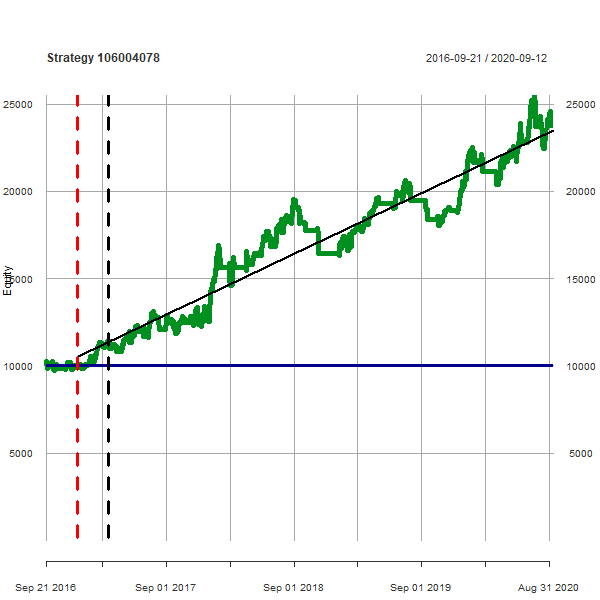 Strategy 106004078
2016-09-21 / 2020-09-12
25000
25000
20000
20000
Equity
15000
15000
10000
10000
5000
5000
Sep 21 2016
Sep 01 2017
Sep 01 2018
Sep 01 2019
Aug 31 2020